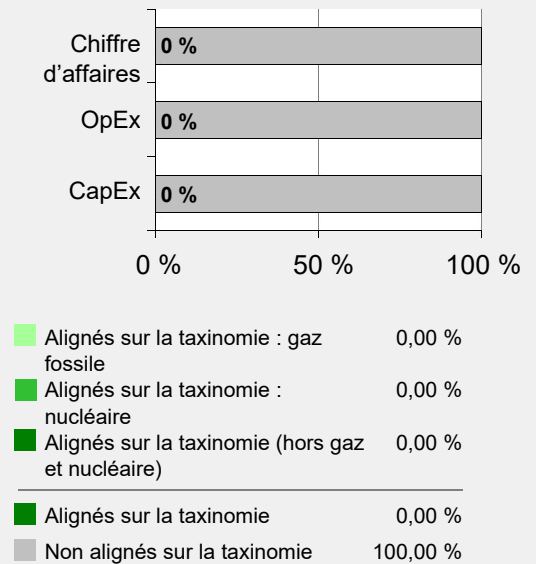 Chiffre
d’affaires
0 %
OpEx
0 %
CapEx
0 %
0 % 50 % 100 %
Alignés sur la taxinomie : gaz 0,00 %
fossile
Alignés sur la taxinomie : 0,00 %
nucléaire
Alignés sur la taxinomie (hors gaz 0,00 %
et nucléaire)
Alignés sur la taxinomie 0,00 %
Non alignés sur la taxinomie 100,00 %